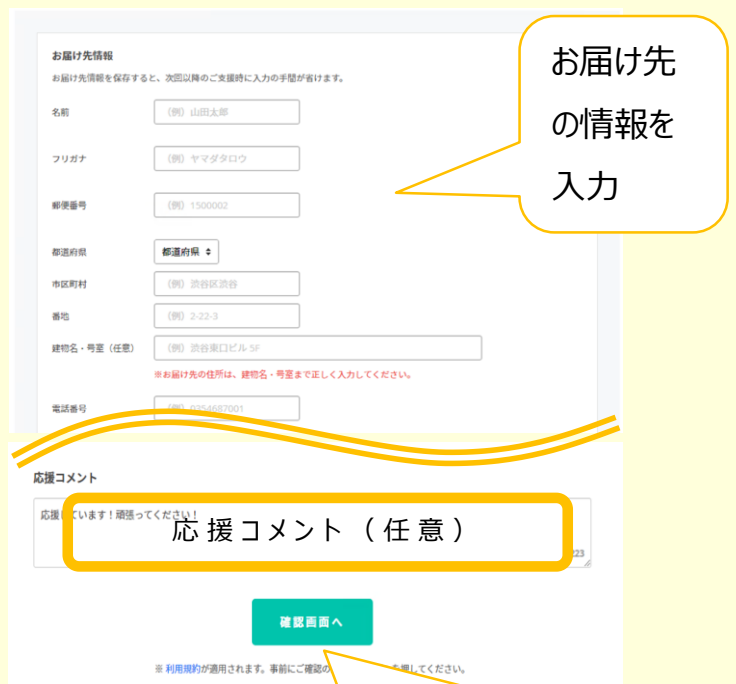 お届け先情報
お届け先情報を保存すると、次回以降のご支援時に入力の手間が省けます。
名前
(例) 山田太郎
フリガナ
(例) ヤマダタロウ
郵便番号
(例) 1500002
都道府県
都道府県
市区町村
(例) 渋谷区渋谷
番地
(例) 2-22-3
建物名・号室（任意）
(例) 渋谷東口ビル 5F
※お届け先の住所は、建物名・号室まで正しく入力してください。
電話番号
(例) 0354687001
お届け先
の情報を
入力
応援コメント
応援しています！頑張ってください！
応援コメント（任意）
223
確認画面へ
※ 利用規約が適用されます。事前にご確認の を押してください。